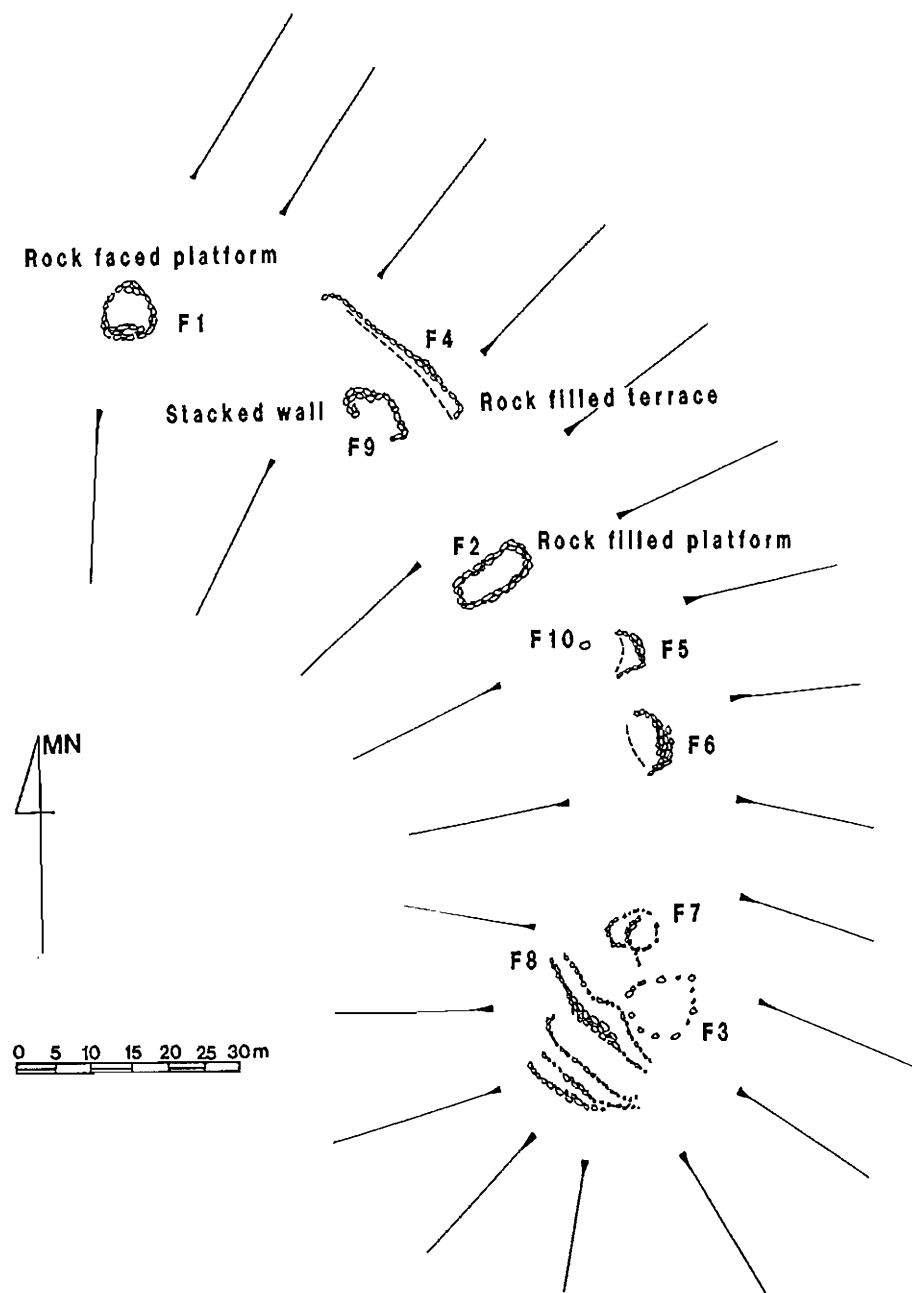 Rock faced platform
F1
F4
Stacked wall
Rock filled terrace
F9
F2
Rock filled platform
F10
F5
F6
MN
F7
F8
F3
0 5 10 15 20 25 30m